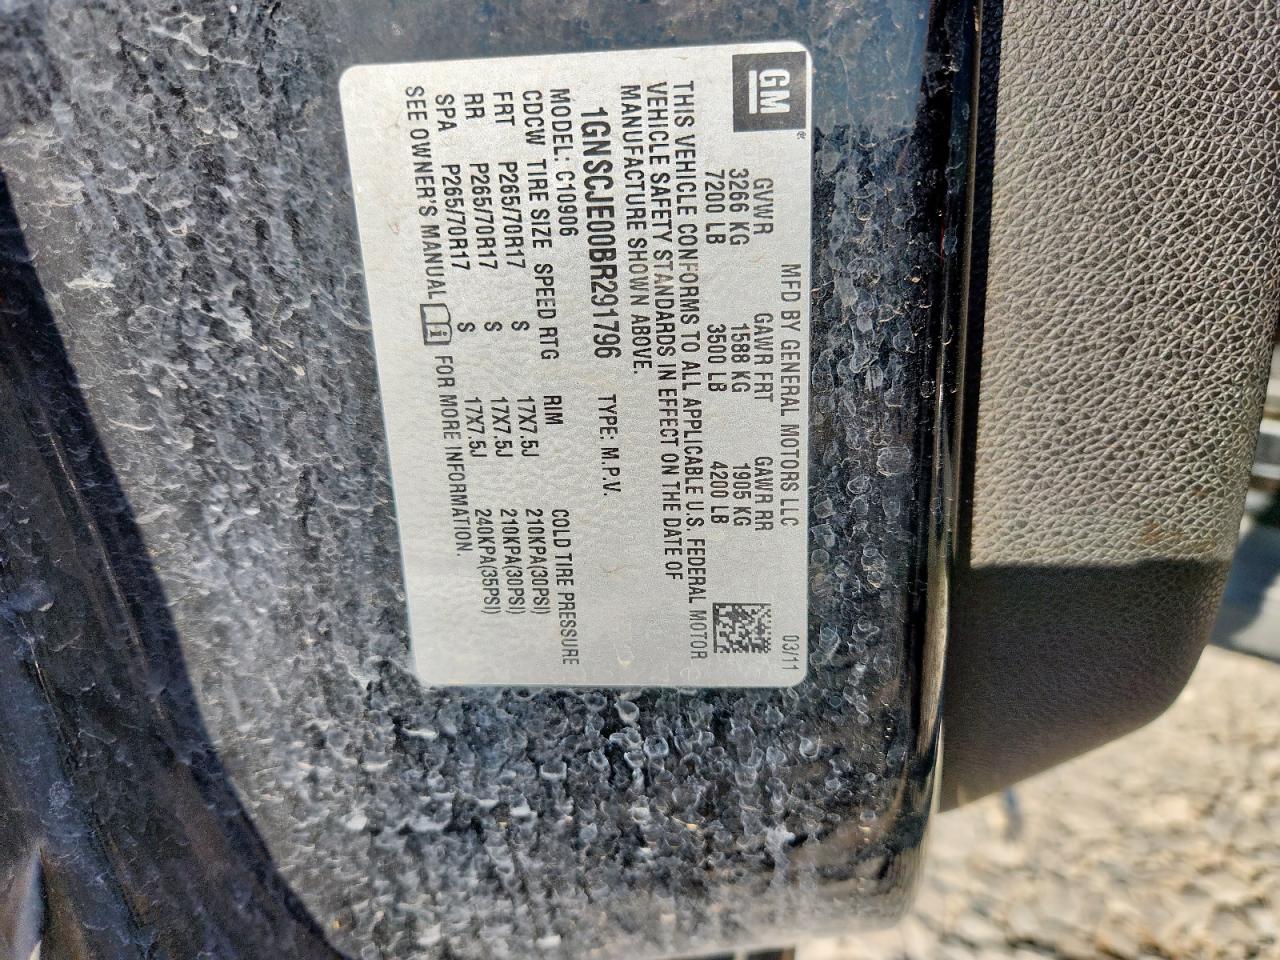 GM
MFD BY GENERAL MOTORS LLC 03/11
GVWR GAWR FRT GAWR RR
3266 KG 1588 KG 1905 KG
7200 LB 3500 LB 4200 LB
THIS VEHICLE CONFORMS TO ALL APPLICABLE U.S. FEDERAL MOTOR
VEHICLE SAFETY STANDARDS IN EFFECT ON THE DATE OF
MANUFACTURE SHOWN ABOVE.
1GNSCJE00BR291796 TYPE: M.P.V.
MODEL: C10906
CDCW TIRE SIZE SPEED RTG RIM COLD TIRE PRESSURE
FRT P265/70R17 S 17X7.5J 210KPA(30PSI)
RR P265/70R17 S 17X7.5J 210KPA(30PSI)
SPA P265/70R17 S 17X7.5J 240KPA(35PSI)
SEE OWNER'S MANUAL i FOR MORE INFORMATION.